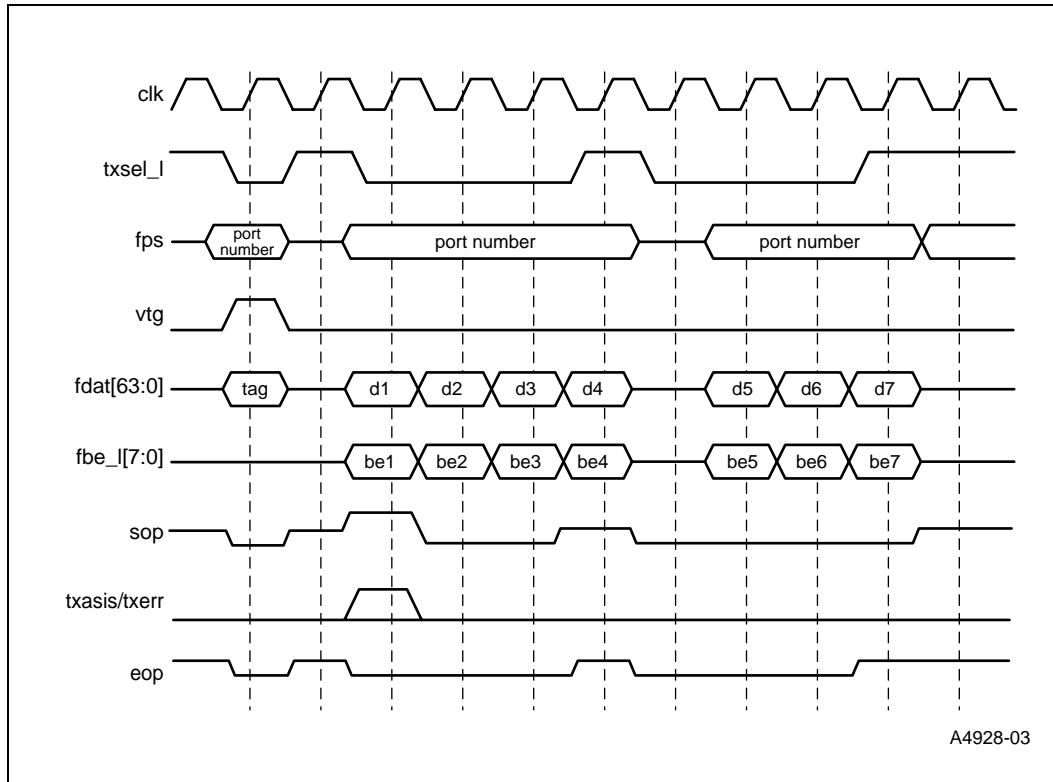 clk
txsel_l
fps
port
number
port number
port number
vtg
fdat[63:0]
tag
d1
d2
d3
d4
d5
d6
d7
fbe_l[7:0]
be1
be2
be3
be4
be5
be6
be7
sop
txasis/txerr
eop
A4928-03